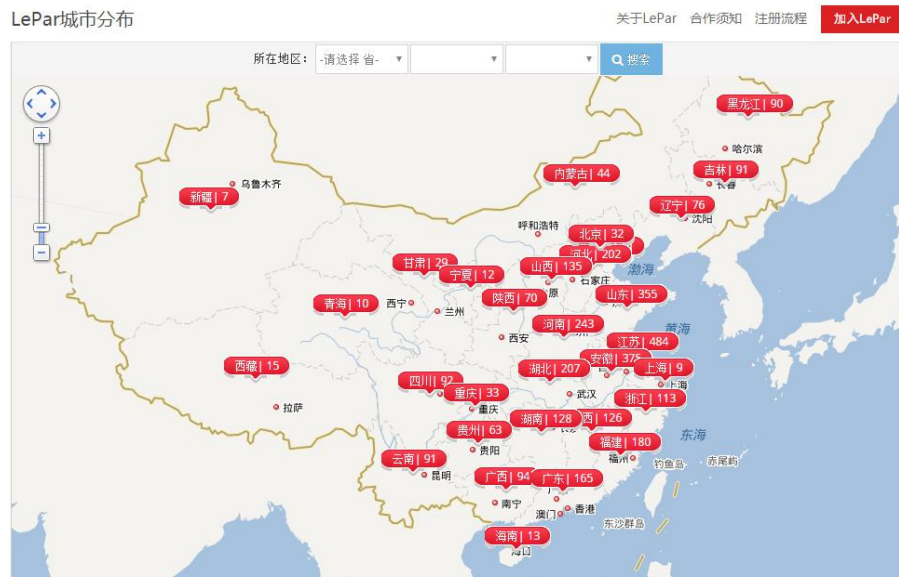 LePar城市分布
关于LePar 合作须知 注册流程 加入LePar
所在地区： -请选择 省- 搜索
黑龙江| 90
哈尔滨
吉林| 91
长春
内蒙古| 44
乌鲁木齐
新疆| 7
辽宁| 76
沈阳
呼和浩特
北京| 32
河北| 202
甘肃| 29
山西| 135
渤海
宁夏| 12
石家庄
原
陕西| 70
山东| 355
青海| 10
西宁
兰州
河南| 243
黄海
西安
江苏| 484
安徽| 376
西藏| 15
湖北| 207
上海| 9
四川| 92
上海
重庆| 33
武汉
浙江| 113
拉萨
重庆
湖南| 128
西| 126
贵州| 63
东海
福建| 180
贵阳
云南| 91
福州
钓鱼岛
赤尾屿
昆明
广西| 94
广东| 165
南宁
澳门
香港
东沙群岛
海南| 13
海口